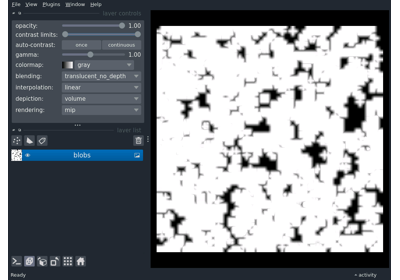 File View Plugins Window Help
layer controls
opacity: 1.00
contrast limits:
auto-contrast: once continuous
gamma: 1.00
colormap: gray
blending: translucent_no_depth
interpolation: linear
depiction: volume
rendering: mip
layer list
blobs
Ready activity